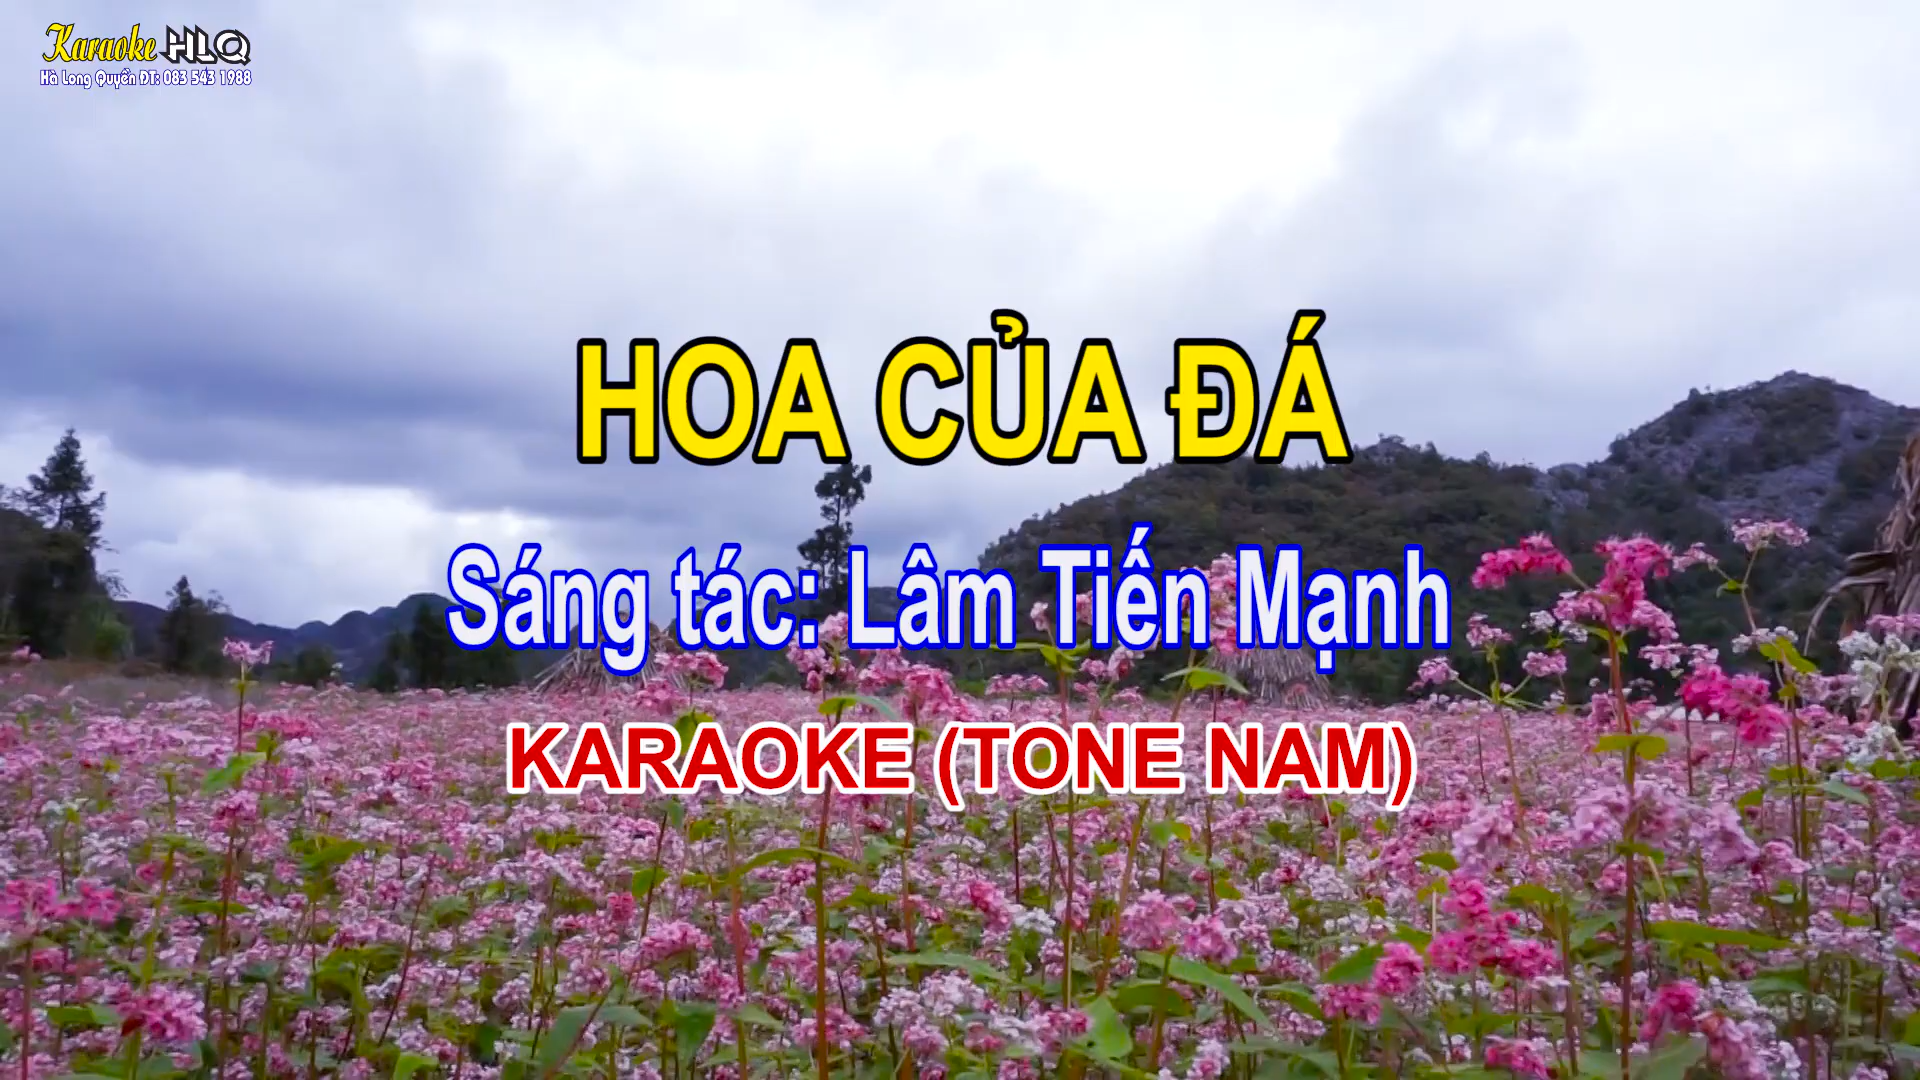 Karaoke HLQ
Hà Long Quyền ĐT: 083 543 1988
HOA CỦA ĐÁ
Sáng tác: Lâm Tiến Mạnh
KARAOKE (TONE NAM)